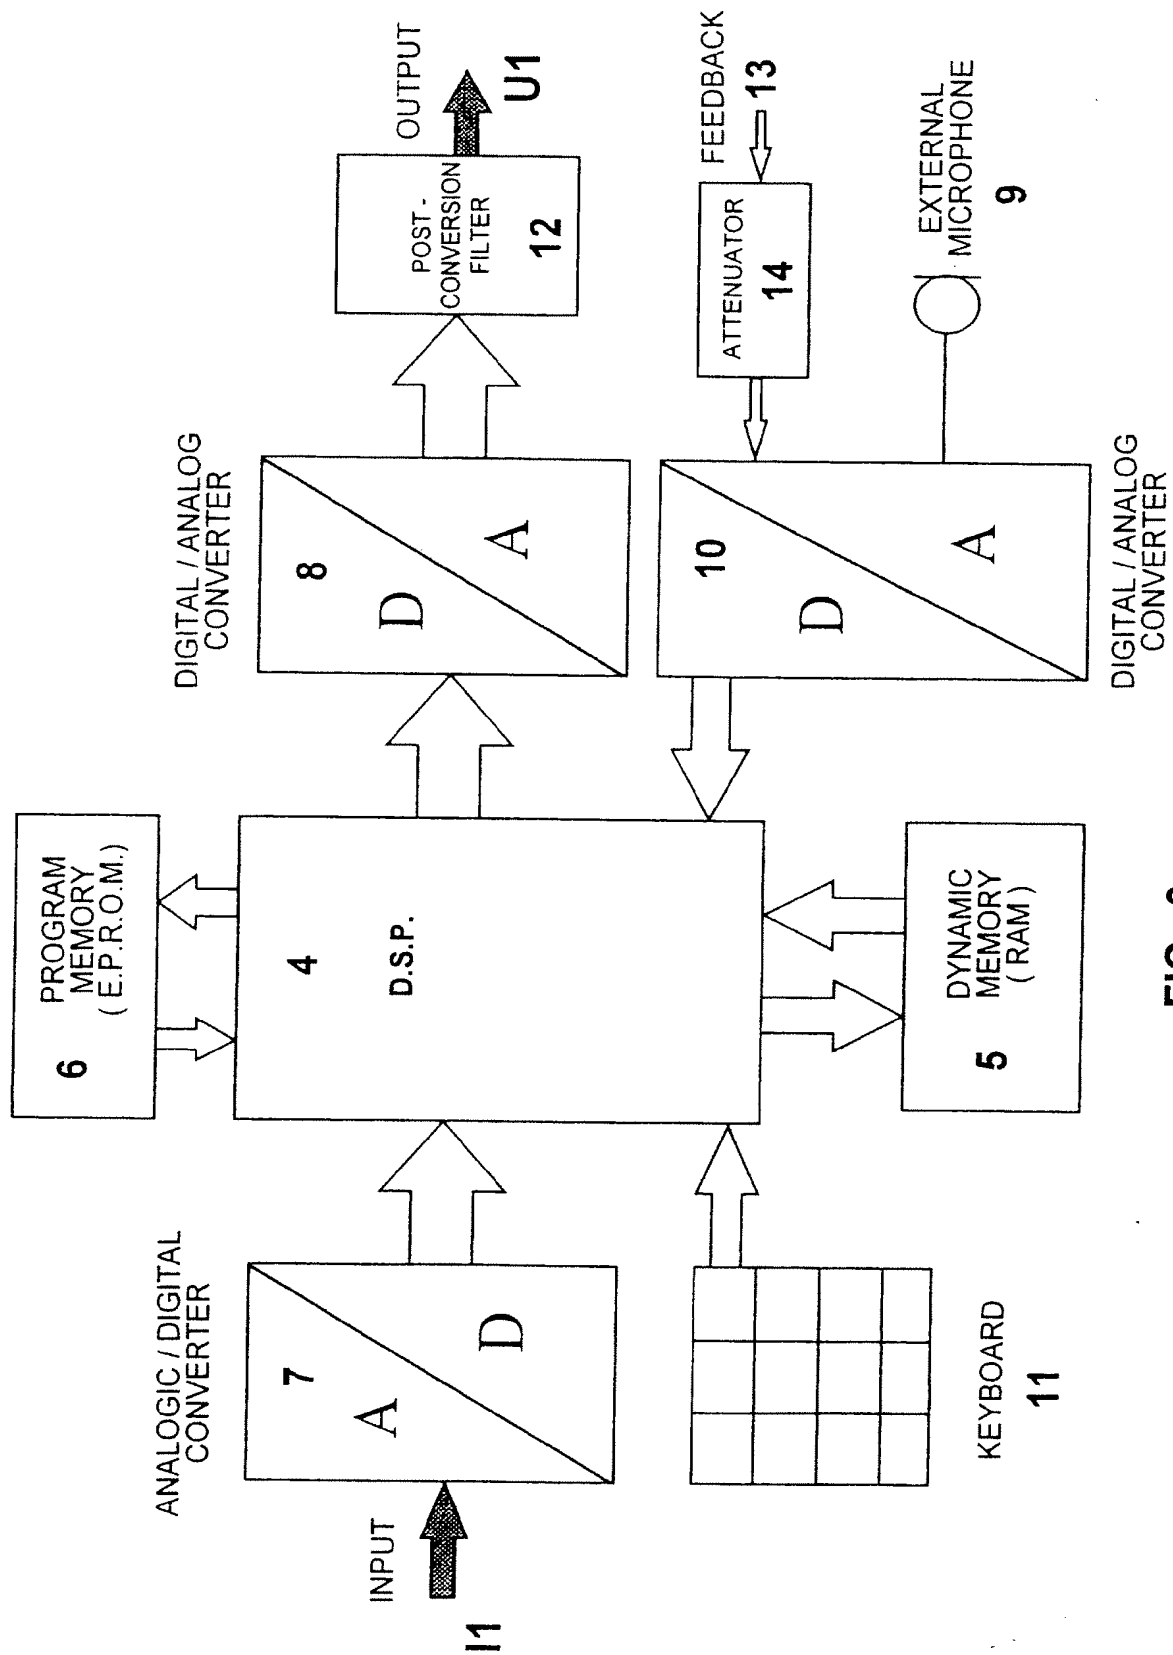 PROGRAM
MEMORY
( E.P.R.O.M.)
6
ANALOGIC / DIGITAL
CONVERTER
7
A
D
INPUT
I1
4
D.S.P.
DIGITAL / ANALOG
CONVERTER
8
D
A
OUTPUT
U1
POST -
CONVERSION
FILTER
12
FEEDBACK
13
ATTENUATOR
14
10
D
A
DIGITAL / ANALOG
CONVERTER
EXTERNAL
MICROPHONE
9
KEYBOARD
11
DYNAMIC
MEMORY
( RAM )
5
FIG.